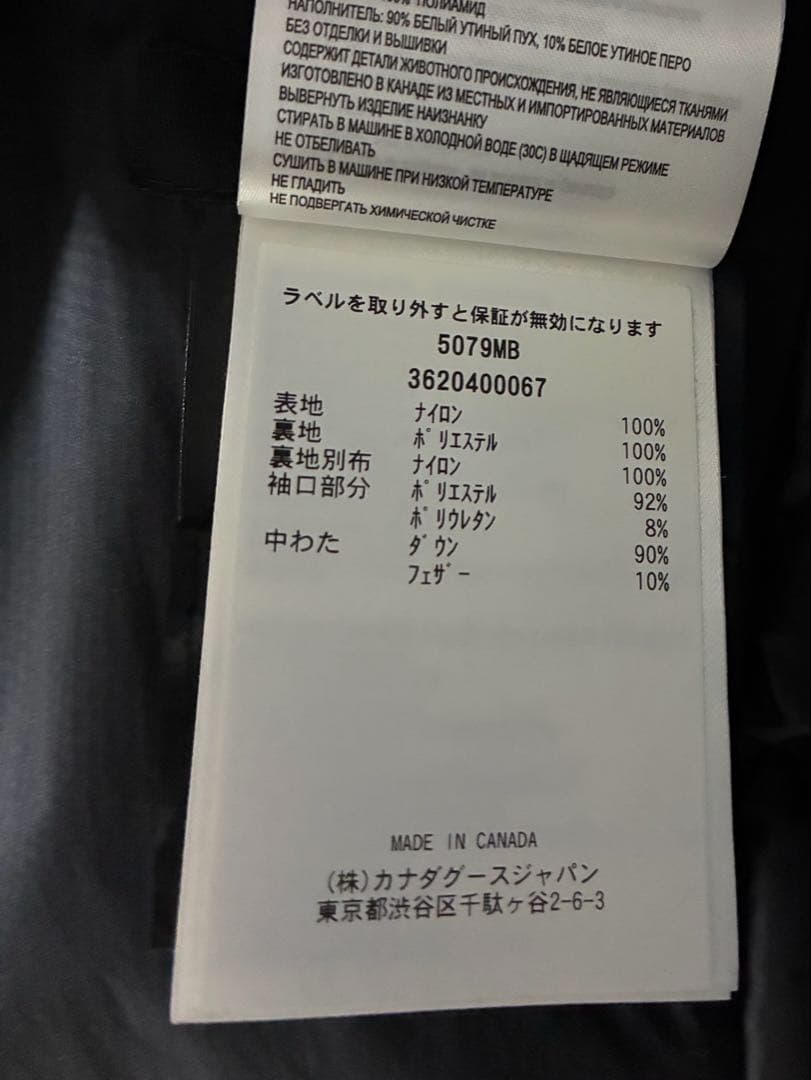 ПОЛИАМИД
НАПОЛНИТЕЛЬ: 90% БЕЛЫЙ УТИНЫЙ ПУХ, 10% БЕЛОЕ УТИНОЕ ПЕРО
БЕЗ ОТДЕЛКИ И ВЫШИВКИ
СОДЕРЖИТ ДЕТАЛИ ЖИВОТНОГО ПРОИСХОЖДЕНИЯ, НЕ ЯВЛЯЮЩИЕСЯ ТКАНЯМИ
ИЗГОТОВЛЕНО В КАНАДЕ ИЗ МЕСТНЫХ И ИМПОРТИРОВАННЫХ МАТЕРИАЛОВ
ВЫВЕРНУТЬ ИЗДЕЛИЕ НАИЗНАНКУ
СТИРАТЬ В МАШИНЕ В ХОЛОДНОЙ ВОДЕ (30С) В ЩАДЯЩЕМ РЕЖИМЕ
НЕ ОТБЕЛИВАТЬ
СУШИТЬ В МАШИНЕ ПРИ НИЗКОЙ ТЕМПЕРАТУРЕ
НЕ ГЛАДИТЬ
НЕ ПОДВЕРГАТЬ ХИМИЧЕСКОЙ ЧИСТКЕ
ラベルを取り外すと保証が無効になります
5079MB
3620400067
表地 ﾅｲﾛﾝ 100%
裏地 ﾎﾟﾘｴｽﾃﾙ 100%
裏地別布 ﾅｲﾛﾝ 100%
袖口部分 ﾎﾟﾘｴｽﾃﾙ 92%
ﾎﾟﾘｳﾚﾀﾝ 8%
中わた ﾀﾞｳﾝ 90%
ﾌｪｻﾞｰ 10%
MADE IN CANADA
(株)カナダグースジャパン
東京都渋谷区千駄ヶ谷2-6-3